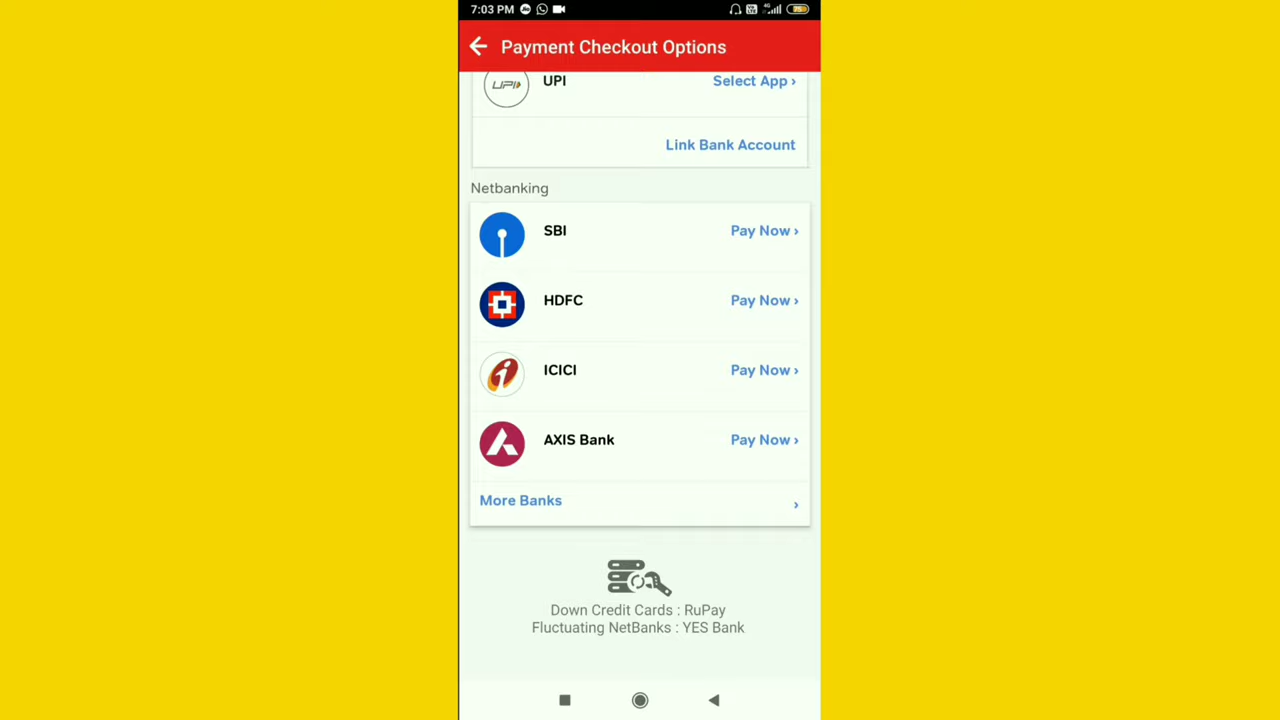 7:03 PM
Payment Checkout Options
UPI
UPI
Select App ›
Link Bank Account
Netbanking
SBI
Pay Now ›
HDFC
Pay Now ›
ICICI
Pay Now ›
AXIS Bank
Pay Now ›
More Banks ›
Down Credit Cards : RuPay
Fluctuating NetBanks : YES Bank